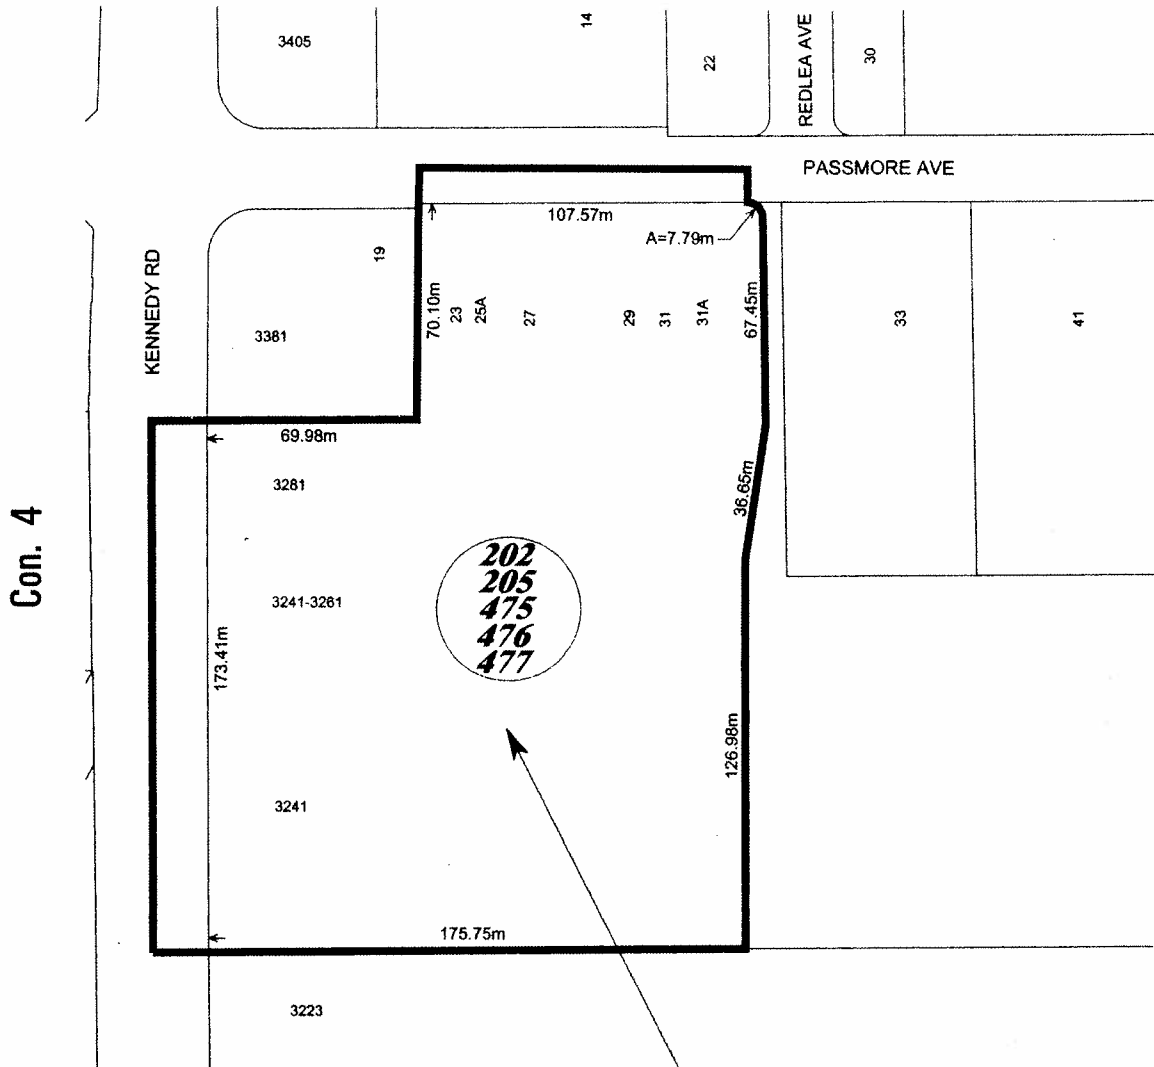 3405
14
22
REDLEA AVE
30
PASSMORE AVE
107.57m
A=7.79m
KENNEDY RD
19
3381
70.10m
23
25A
27
29
31
31A
67.45m
33
41
69.98m
3281
36.65m
Con. 4
202
205
475
476
477
3241-3261
173.41m
126.98m
3241
175.75m
3223